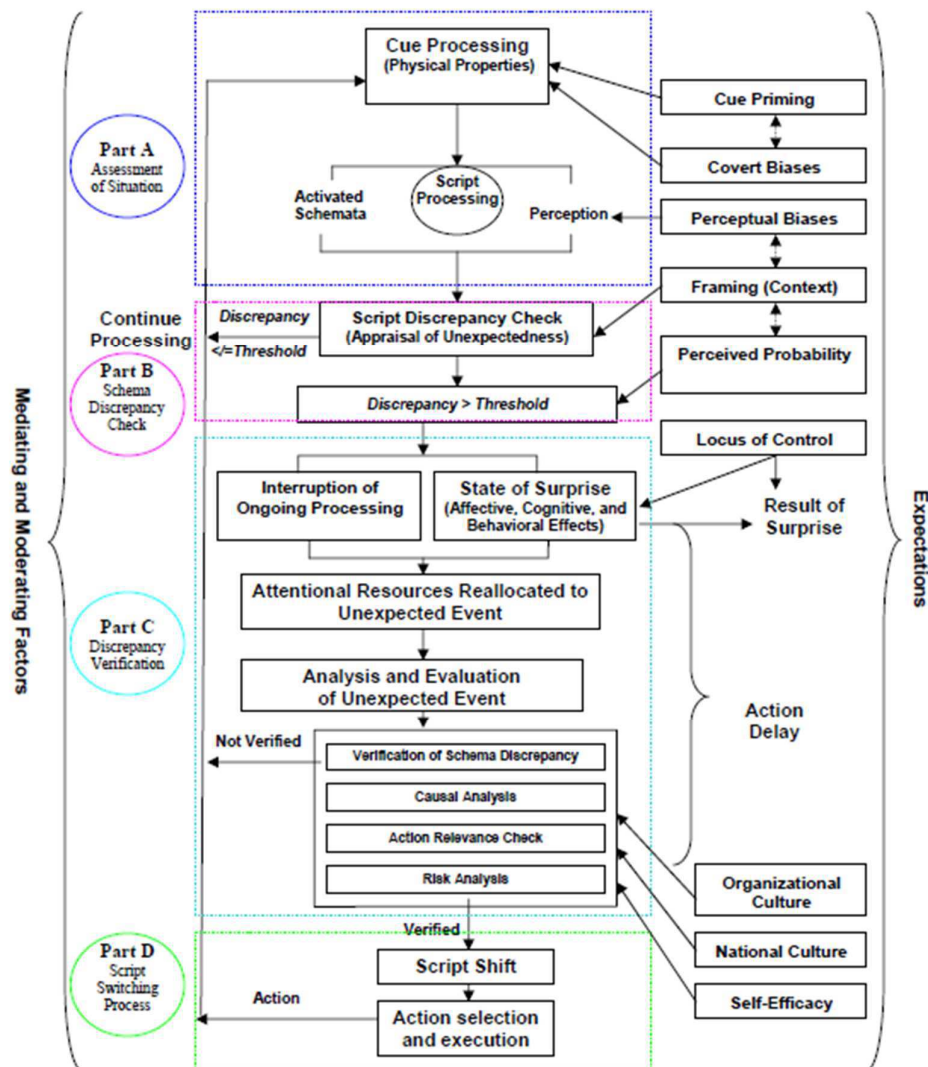 Cue Processing
(Physical Properties)
Cue Priming
Part A
Assessment
of Situation
Covert Biases
Script
Processing
Activated
Schemata
Perception
Perceptual Biases
Framing (Context)
Continue
Processing
Discrepancy
</=Threshold
Script Discrepancy Check
(Appraisal of Unexpectedness)
Perceived Probability
Part B
Schema
Discrepancy
Check
Discrepancy > Threshold
Locus of Control
Interruption of
Ongoing Processing
State of Surprise
(Affective, Cognitive, and
Behavioral Effects)
Result of
Surprise
Mediating and Moderating Factors
Expectations
Attentional Resources Reallocated to
Unexpected Event
Part C
Discrepancy
Verification
Analysis and Evaluation
of Unexpected Event
Action
Delay
Not Verified
Verification of Schema Discrepancy
Causal Analysis
Action Relevance Check
Risk Analysis
Organizational
Culture
Verified
Part D
Script
Switching
Process
Script Shift
National Culture
Self-Efficacy
Action
Action selection
and execution